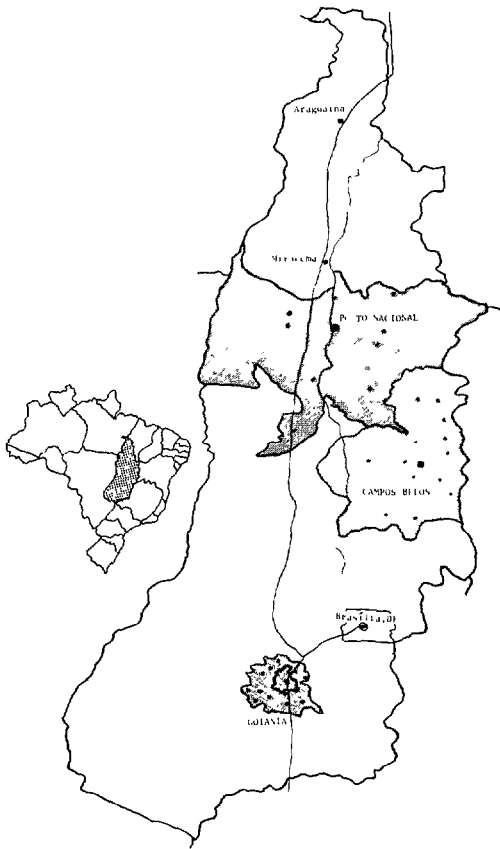 Araguaina
Miracema
PORTO NACIONAL
CAMPOS BELOS
Brasília,DF
GOIANIA